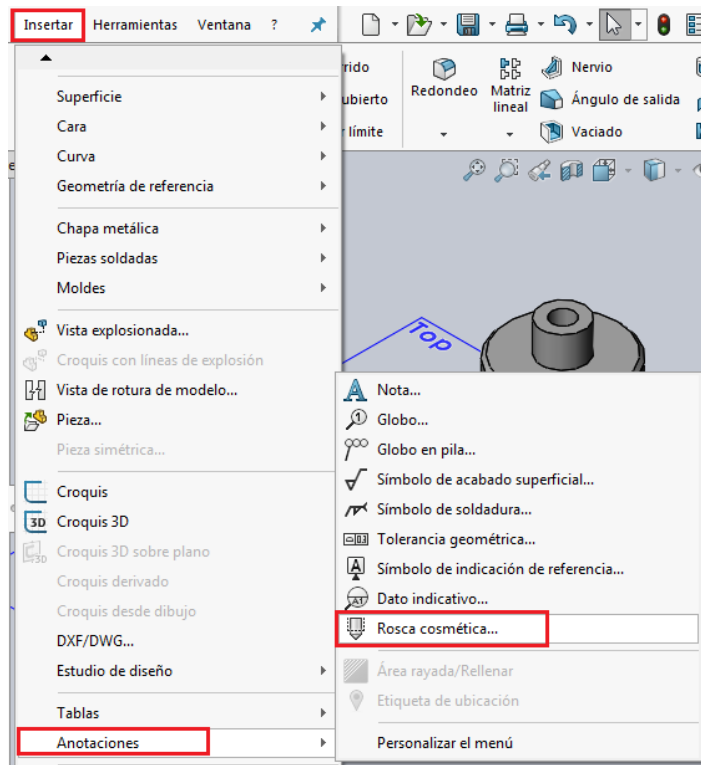 Insertar Herramientas Ventana ?
Redondeo
Matriz
lineal
Nervio
Ángulo de salida
límite
Vaciado
Superficie
Cara
Curva
Geometría de referencia
Chapa metálica
Piezas soldadas
Moldes
Vista explosionada...
Croquis con líneas de explosión
Vista de rotura de modelo...
Pieza...
Pieza simétrica...
Croquis
3D Croquis 3D
Croquis 3D sobre plano
Croquis derivado
Croquis desde dibujo
DXF/DWG...
Estudio de diseño
Tablas
Anotaciones
Top
Nota...
Globo...
Globo en pila...
Símbolo de acabado superficial...
Símbolo de soldadura...
Tolerancia geométrica...
Símbolo de indicación de referencia...
Dato indicativo...
Rosca cosmética...
Área rayada/Rellenar
Etiqueta de ubicación
Personalizar el menú